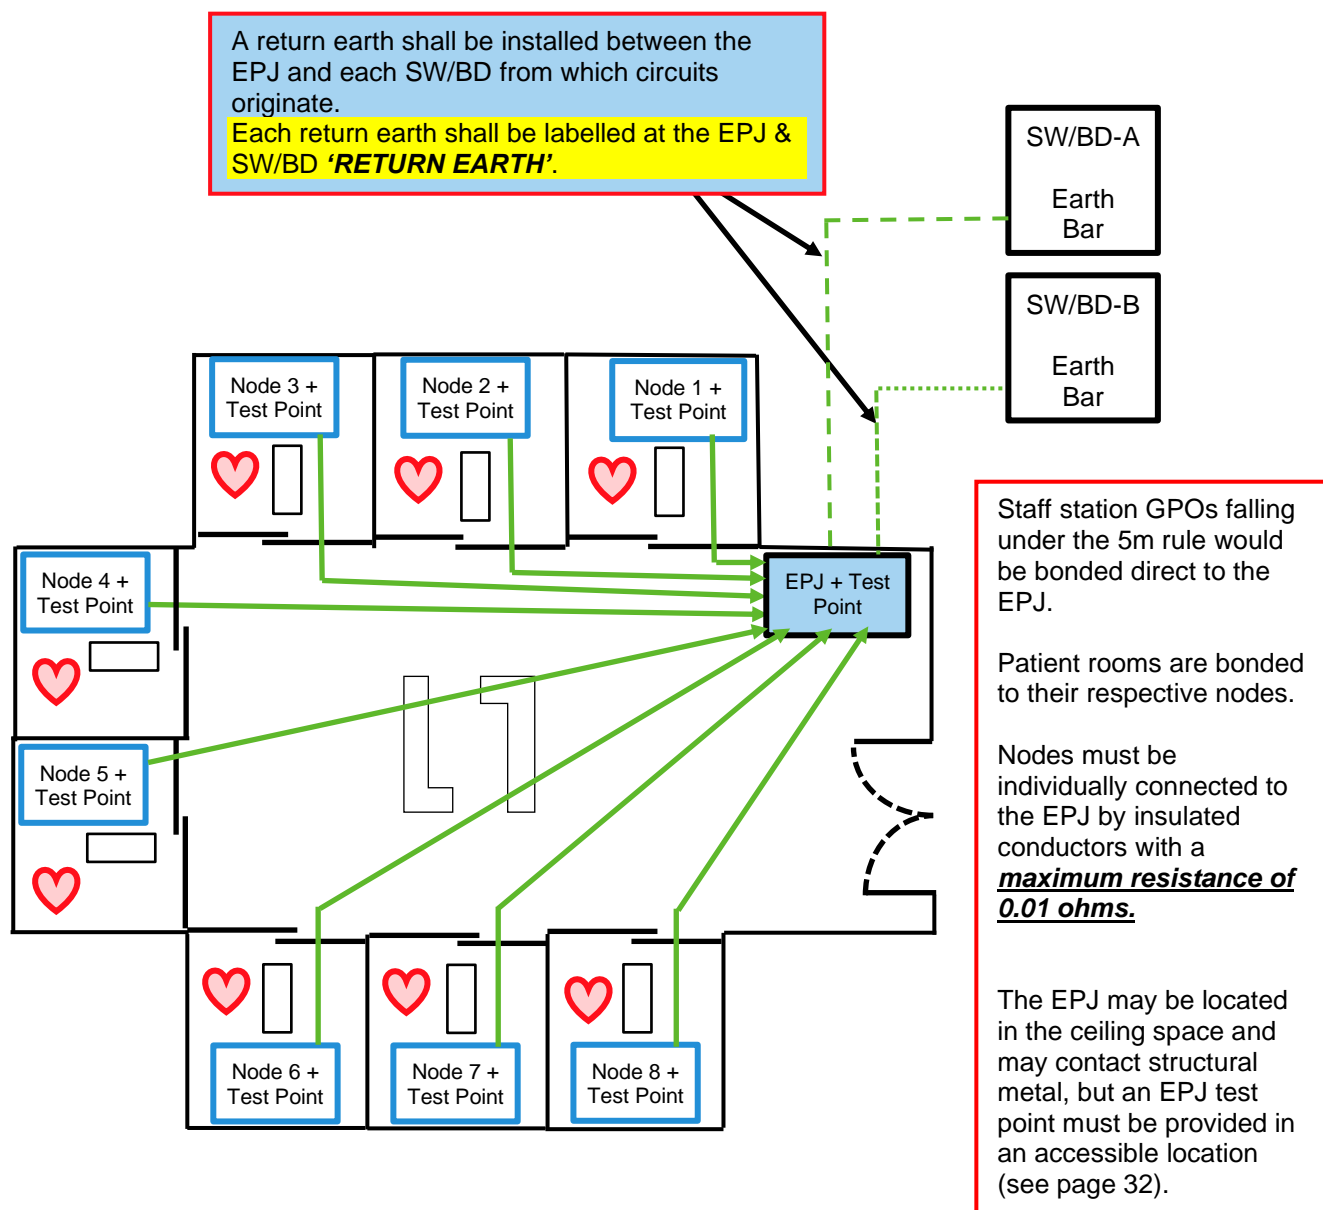 A return earth shall be installed between the
EPJ and each SW/BD from which circuits
originate.
Each return earth shall be labelled at the EPJ &
SW/BD ‘RETURN EARTH’.
SW/BD-A
Earth
Bar
SW/BD-B
Earth
Bar
Node 3 +
Test Point
Node 2 +
Test Point
Node 1 +
Test Point
Node 4 +
Test Point
EPJ + Test
Point
Node 5 +
Test Point
Node 6 +
Test Point
Node 7 +
Test Point
Node 8 +
Test Point
Staff station GPOs falling
under the 5m rule would
be bonded direct to the
EPJ.
Patient rooms are bonded
to their respective nodes.
Nodes must be
individually connected to
the EPJ by insulated
conductors with a
maximum resistance of
0.01 ohms.
The EPJ may be located
in the ceiling space and
may contact structural
metal, but an EPJ test
point must be provided in
an accessible location
(see page 32).